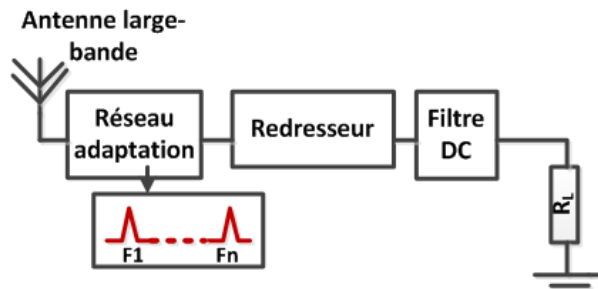 Antenne large-
bande
Réseau
adaptation
Redresseur
Filtre
DC
RL
F1
Fn